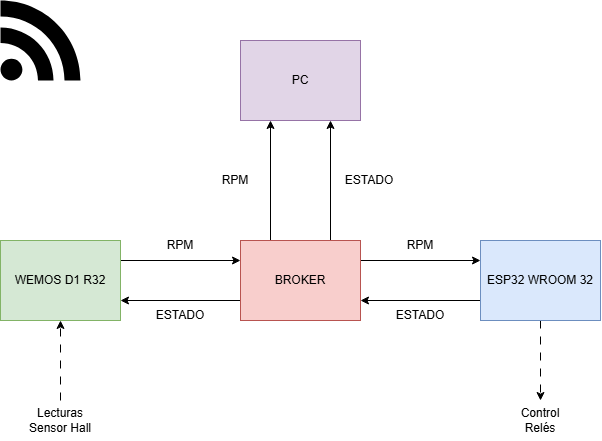 PC
RPM
ESTADO
RPM
RPM
WEMOS D1 R32
BROKER
ESP32 WROOM 32
ESTADO
ESTADO
Lecturas
Sensor Hall
Control
Relés